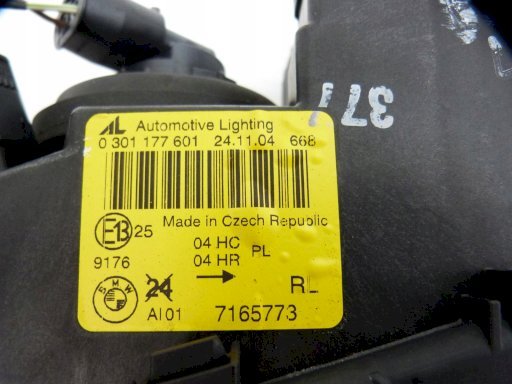 AL Automotive Lighting
0 301 177 601 24.11.04 668
Made in Czech Republic
E13 25
04 HC PL
9176 04 HR
RL
BMW 24
AI01 7165773
371